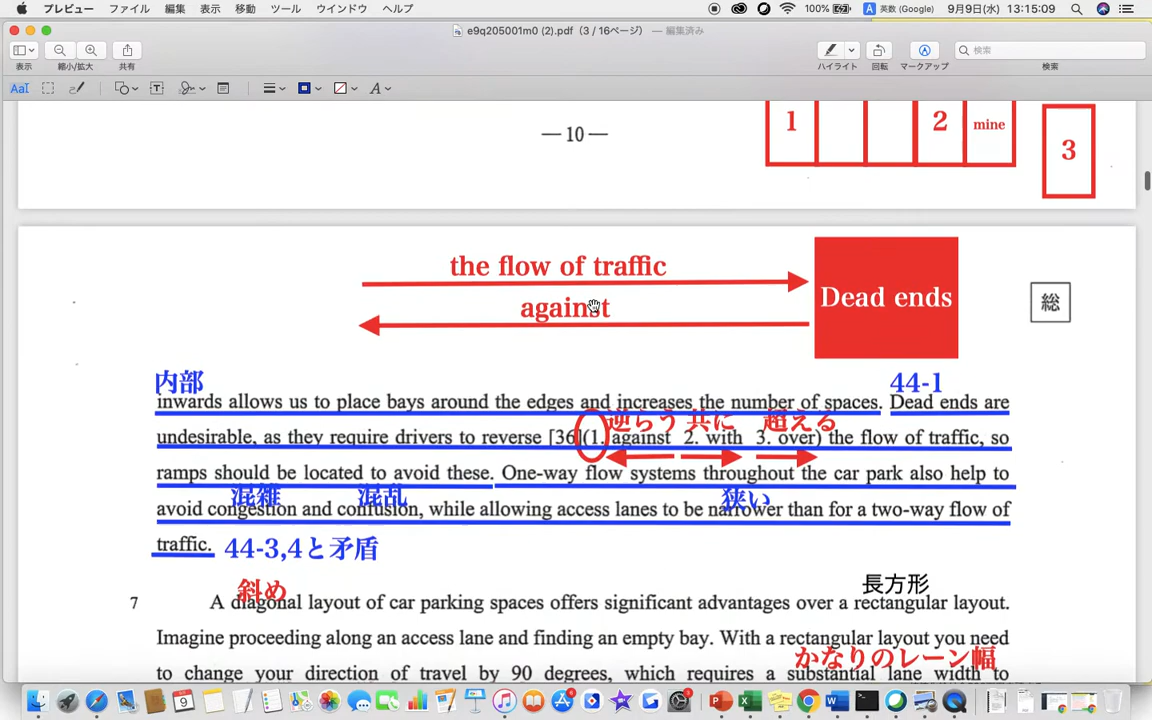 プレビュー ファイル 編集 表示 移動 ツール ウインドウ ヘルプ 100% A 英数 (Google) 9月9日(水) 13:15:09
e9q205001m0 (2).pdf（3 / 16ページ） — 編集済み
検索
表示 縮小/拡大 共有 ハイライト 回転 マークアップ 検索
AaI T A
1 2 mine
3
— 10 —
the flow of traffic
against
Dead ends
総
内部 44-1
inwards allows us to place bays around the edges and increases the number of spaces. Dead ends are
逆らう 共に 超える
undesirable, as they require drivers to reverse [36](1. against 2. with 3. over) the flow of traffic, so
ramps should be located to avoid these. One-way flow systems throughout the car park also help to
混雑 混乱 狭い
avoid congestion and confusion, while allowing access lanes to be narrower than for a two-way flow of
traffic. 44-3,4と矛盾
斜め 長方形
7 A diagonal layout of car parking spaces offers significant advantages over a rectangular layout.
Imagine proceeding along an access lane and finding an empty bay. With a rectangular layout you need
かなりのレーン幅
to change your direction of travel by 90 degrees, which requires a substantial lane width to